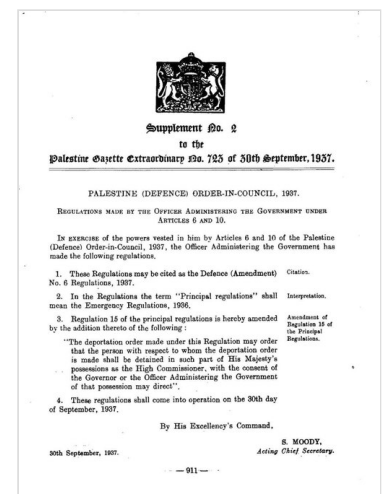 Supplement No. 2
to the
Palestine Gazette Extraordinary No. 723 of 30th September, 1937.
PALESTINE (DEFENCE) ORDER-IN-COUNCIL, 1937.
REGULATIONS MADE BY THE OFFICER ADMINISTERING THE GOVERNMENT UNDER
ARTICLES 6 AND 10.
IN EXERCISE of the powers vested in him by Articles 6 and 10 of the Palestine
(Defence) Order-in-Council, 1937, the Officer Administering the Government has
made the following regulations.
1. These Regulations may be cited as the Defence (Amendment)
No. 6 Regulations, 1937.
Citation.
2. In the Regulations the term "Principal regulations" shall
mean the Emergency Regulations, 1936.
Interpretation.
3. Regulation 15 of the principal regulations is hereby amended
by the addition thereto of the following :
Amendment of
Regulation 15 of
the Principal
Regulations.
"The deportation order made under this Regulation may order
that the person with respect to whom the deportation order
is made shall be detained in such part of His Majesty's
possessions as the High Commissioner, with the consent of
the Governor or the Officer Administering the Government
of that possession may direct".
4. These regulations shall come into operation on the 30th day
of September, 1937.
By His Excellency's Command,
S. MOODY,
30th September, 1937.
Acting Chief Secretary.
— 911 —